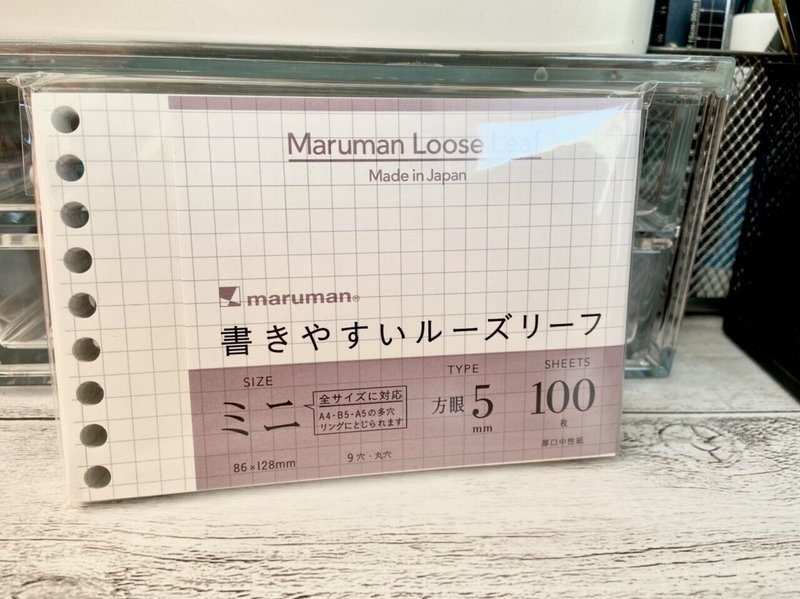 Maruman Loose Leaf
Made in Japan
maruman®
書きやすいルーズリーフ
SIZE
ミニ
全サイズに対応
A4・B5・A5の多穴
リングにとじられます
86×128mm
9穴・丸穴
TYPE
方眼5
mm
SHEETS
100
枚
厚口中性紙